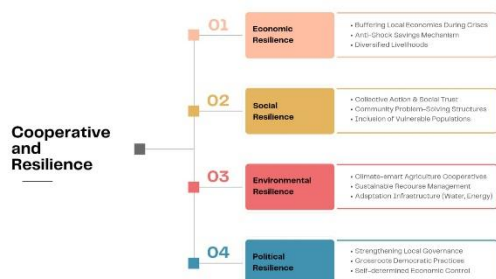 Cooperative
and
Resilience
01
Economic
Resilience
• Buffering Local Economies During Crises
• Anti-Shock Savings Mechanism
• Diversified Livelihoods
02
Social
Resilience
• Collective Action & Social Trust
• Community Problem-Solving Structures
• Inclusion of Vulnerable Populations
03
Environmental
Resilience
• Climate-smart Agriculture Cooperatives
• Sustainable Recourse Management
• Adaptation Infrastructure (Water, Energy)
04
Political
Resilience
• Strengthening Local Governance
• Grassroots Democratic Practices
• Self-determined Economic Control